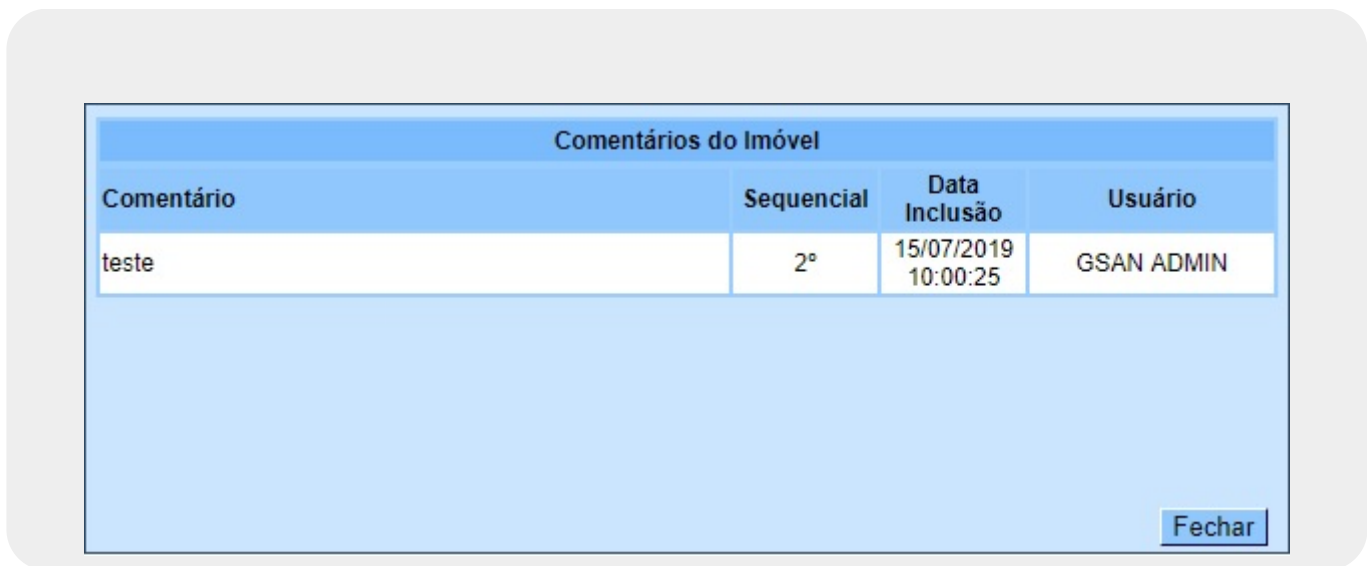 Comentários do Imóvel
Comentário Sequencial Data Inclusão Usuário
teste 2º 15/07/2019 10:00:25 GSAN ADMIN
Fechar